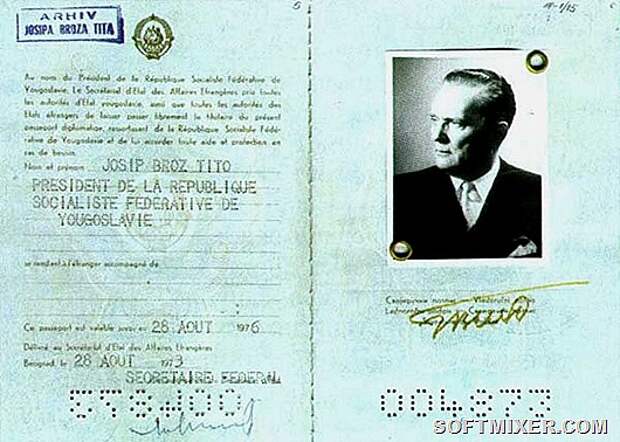 ARHIV
JOSIPA BROZA TITA
5
Au nom du Président de la République Socialiste Fédérative de
Yougoslavie, Le Secrétariat d'Etat des Affaires Etrangères prie toutes
les autorités d'Etat yougoslaves, ainsi que toutes les autorités des
Etats étrangers de laisser passer librement le titulaire du présent
passeport diplomatique, ressortissant de la République Socialiste Fédé-
rative de Yougoslavie et de lui accorder toute aide et protection en
cas de besoin.
Nom et prénom JOSIP BROZ TITO
PRESIDENT DE LA REPUBLIQUE
SOCIALISTE FEDERATIVE DE
YOUGOSLAVIE
se rendant à l'étranger accompagné de
Ce passeport est valable jusqu'au 28 AOUT 1976
Délivré au Secrétariat d'Etat des Affaires Etrangères
Beograd, le 28 AOUT 1973
SECRETAIRE FEDERAL
004873
Својеручни потпис
004873
SOFTMIXER.COM